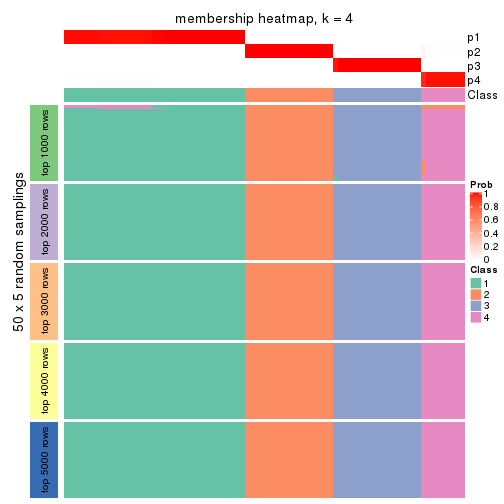 membership heatmap, k = 4
p1
p2
p3
p4
Class
50 x 5 random samplings
top 1000 rows
top 2000 rows
top 3000 rows
top 4000 rows
top 5000 rows
Prob
1
0.8
0.6
0.4
0.2
0
Class
1
2
3
4